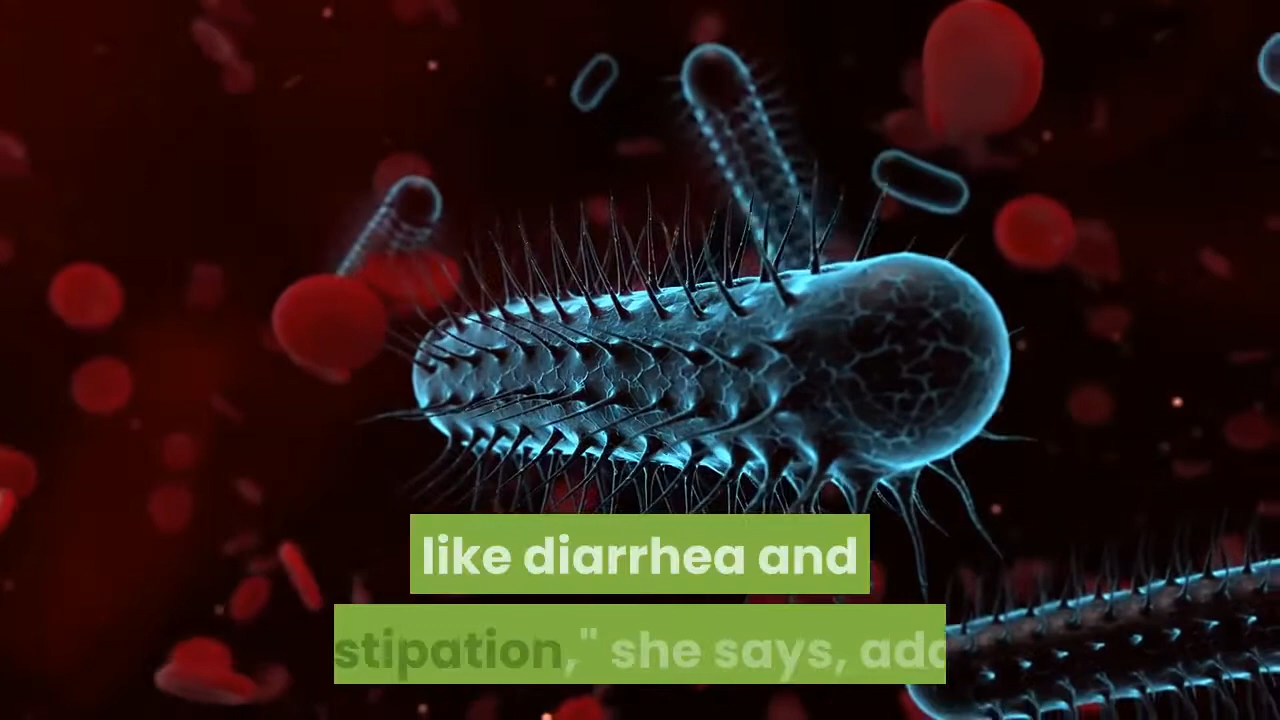 like diarrhea and
stipation," she says, add